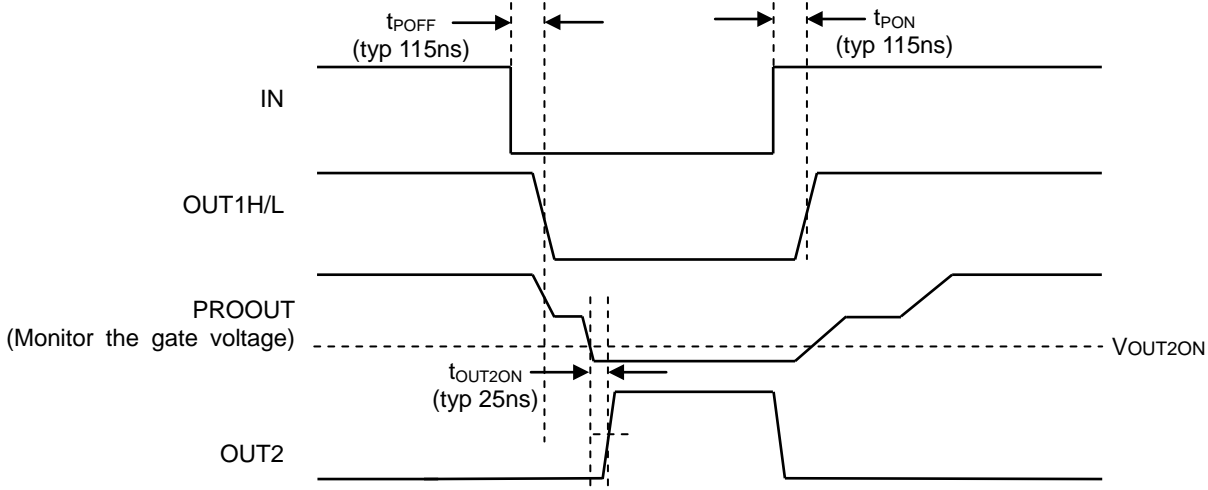 tPOFF
(typ 115ns)
tPON
(typ 115ns)
IN
OUT1H/L
PROOUT
(Monitor the gate voltage)
VOUT2ON
tOUT2ON
(typ 25ns)
OUT2